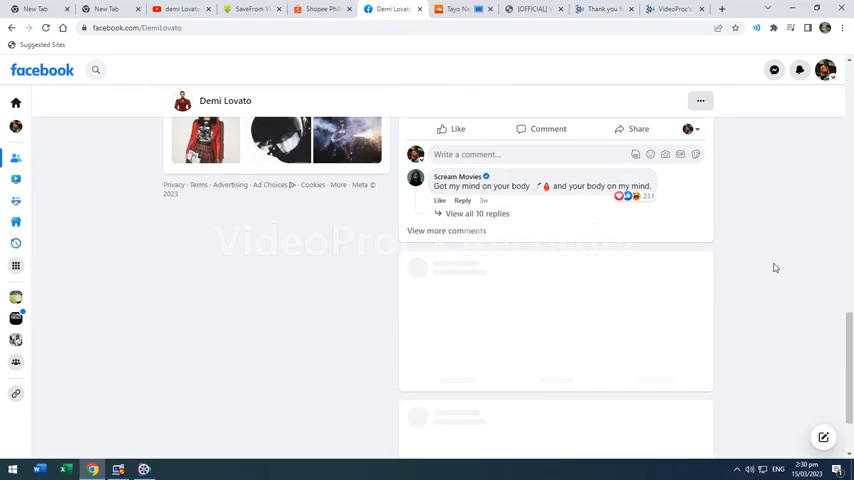 New Tab
New Tab
demi Lovato
SaveFrom Vi
Shopee Phili
Demi Lovato
Tayo Na
[OFFICIAL] V
Thank you f
VideoProc's
facebook.com/DemiLovato
Suggested Sites
facebook
Demi Lovato
Like
Comment
Share
Write a comment...
Scream Movies
Got my mind on your body and your body on my mind.
231
Like Reply 3w
View all 10 replies
View more comments
Privacy · Terms · Advertising · Ad Choices · Cookies · More · Meta ©
2023
VideoProc
ENG
2:30 pm
15/03/2023
1